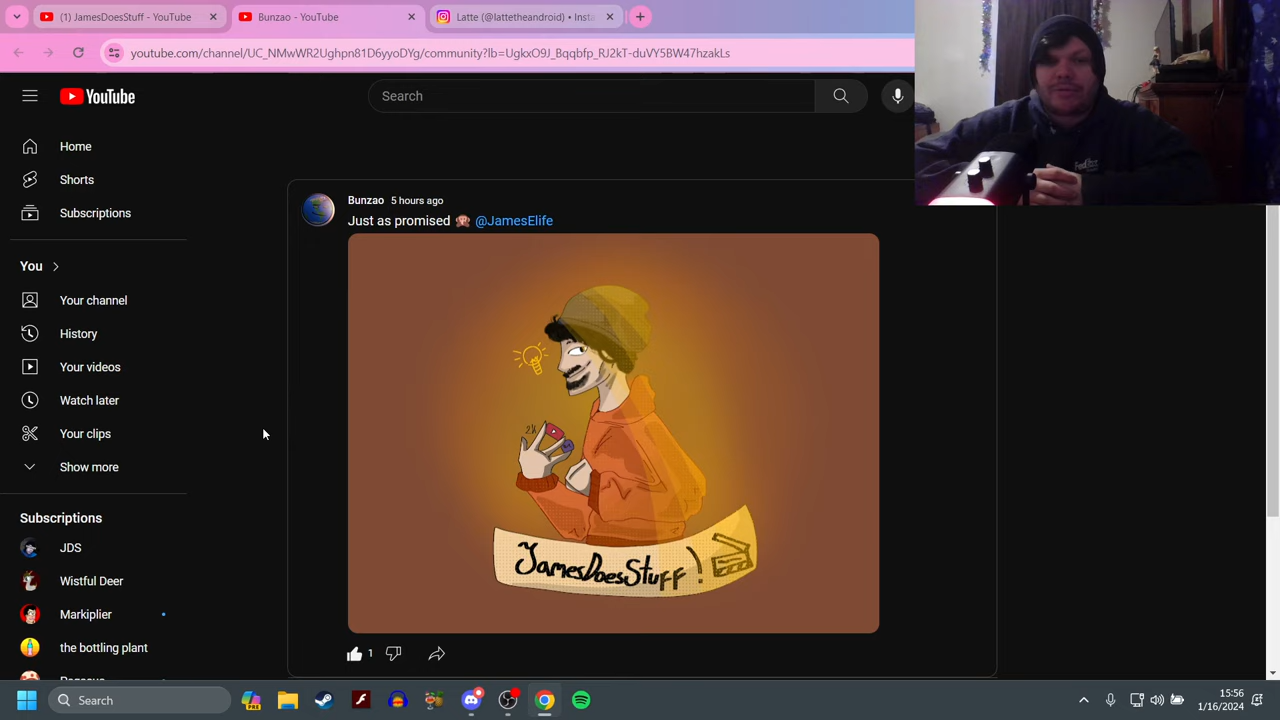 (1) JamesDoesStuff - YouTube
Bunzao - YouTube
Latte (@lattetheandroid) • Insta
youtube.com/channel/UC_NMwWR2Ughpn81D6yyoDYg/community?lb=UgkxO9J_Bqqbfp_RJ2kT-duVY5BW47hzakLs
YouTube
Search
Home
Shorts
Subscriptions
You
Your channel
History
Your videos
Watch later
Your clips
Show more
Subscriptions
JDS
Wistful Deer
Markiplier
the bottling plant
Bunzao 5 hours ago
Just as promised @JamesElife
JamesDoesStuff!
1
FedEx
Search
PRE
15:56
1/16/2024